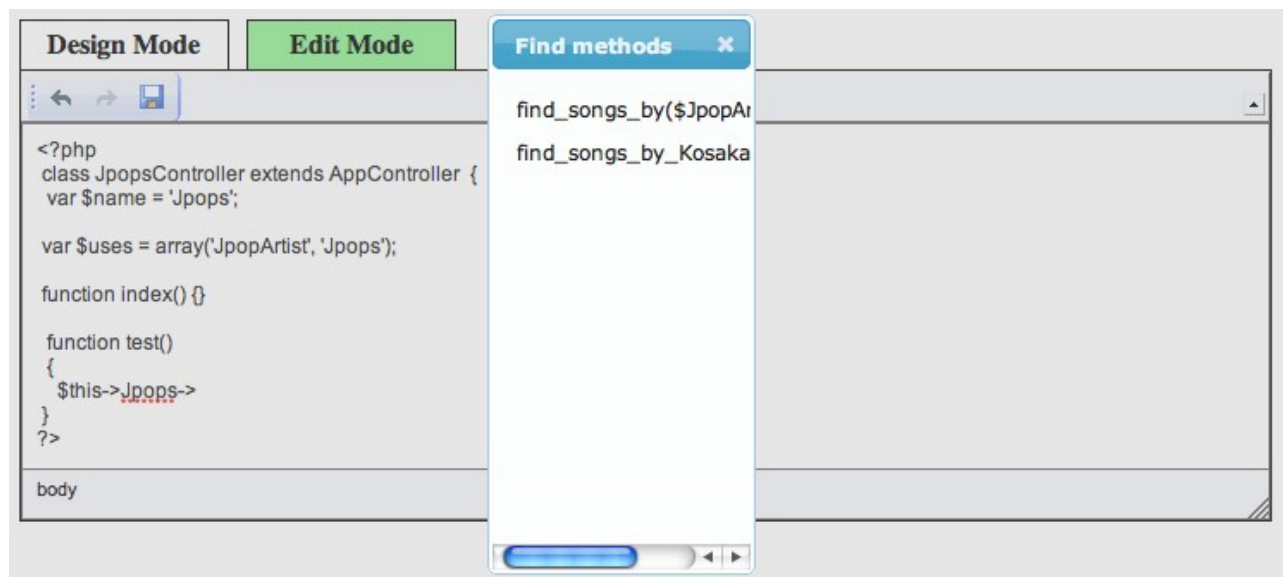 Design Mode
Edit Mode
Find methods
find_songs_by($JpopAr
find_songs_by_Kosaka
<?php
class JpopsController extends AppController {
var $name = 'Jpops';
var $uses = array('JpopArtist', 'Jpops');
function index() {}
function test()
{
$this->Jpops->
}
?>
body